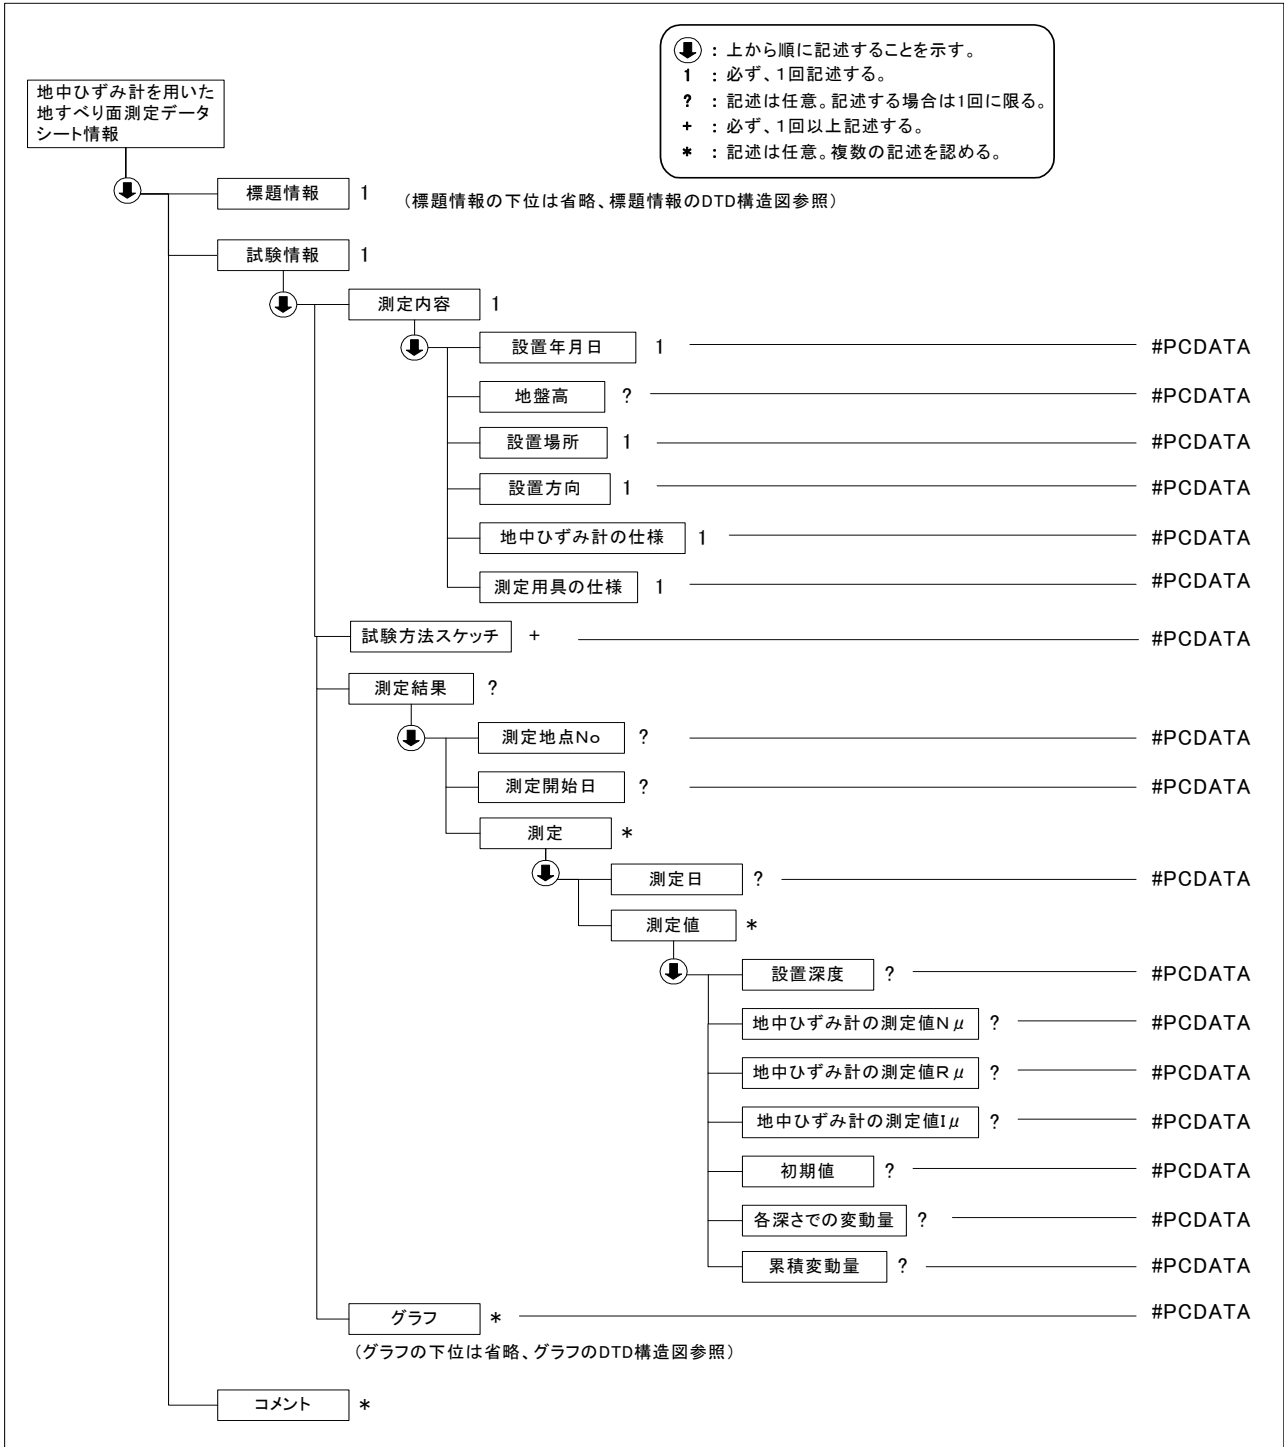 ↓ : 上から順に記述することを示す。
1 : 必ず、1回記述する。
? : 記述は任意。記述する場合は1回に限る。
+ : 必ず、1回以上記述する。
* : 記述は任意。複数の記述を認める。
地中ひずみ計を用いた
地すべり面測定データ
シート情報
標題情報 1 (標題情報の下位は省略、標題情報のDTD構造図参照)
試験情報 1
測定内容 1
設置年月日 1 #PCDATA
地盤高 ? #PCDATA
設置場所 1 #PCDATA
設置方向 1 #PCDATA
地中ひずみ計の仕様 1 #PCDATA
測定用具の仕様 1 #PCDATA
試験方法スケッチ + #PCDATA
測定結果 ?
測定地点No ? #PCDATA
測定開始日 ? #PCDATA
測定 *
測定日 ? #PCDATA
測定値 *
設置深度 ? #PCDATA
地中ひずみ計の測定値Nμ ? #PCDATA
地中ひずみ計の測定値Rμ ? #PCDATA
地中ひずみ計の測定値Iμ ? #PCDATA
初期値 ? #PCDATA
各深さでの変動量 ? #PCDATA
累積変動量 ? #PCDATA
グラフ * #PCDATA
(グラフの下位は省略、グラフのDTD構造図参照)
コメント *